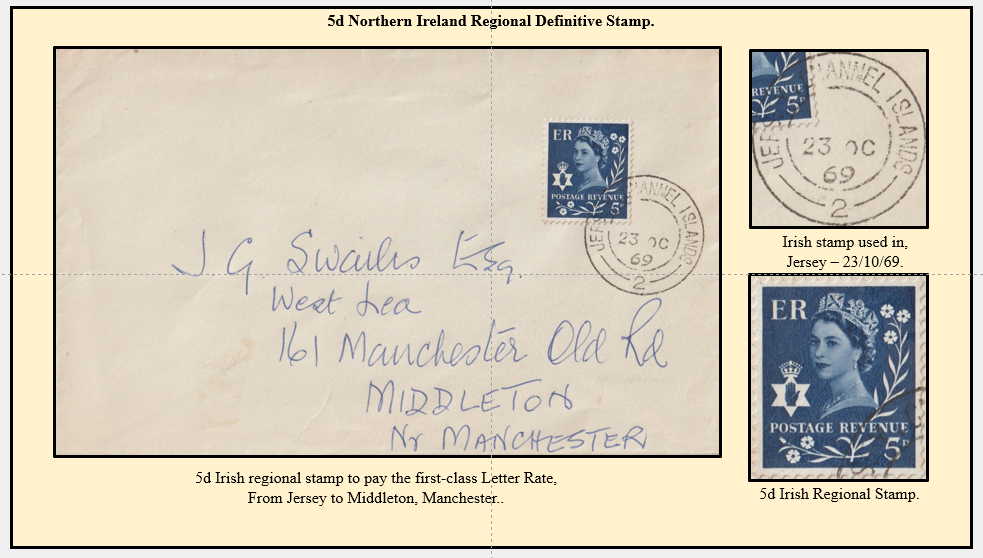 5d Northern Ireland Regional Definitive Stamp.
ER
POSTAGE REVENUE
5D
CHANNEL ISLANDS
23 OC
69
2
J. G. Esq.
West Lea
161 Manchester Old Rd
MIDDLETON
Nr MANCHESTER
5d Irish regional stamp to pay the first-class Letter Rate,
From Jersey to Middleton, Manchester..
REVENUE
5D
JERSEY CHANNEL ISLANDS
23 OC
69
2
Irish stamp used in,
Jersey – 23/10/69.
ER
POSTAGE REVENUE
5D
5d Irish Regional Stamp.